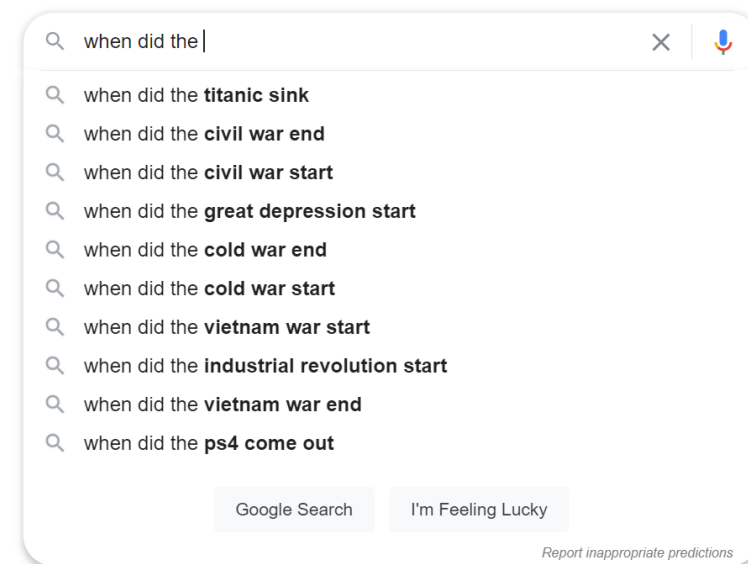 when did the
when did the titanic sink
when did the civil war end
when did the civil war start
when did the great depression start
when did the cold war end
when did the cold war start
when did the vietnam war start
when did the industrial revolution start
when did the vietnam war end
when did the ps4 come out
Google Search I'm Feeling Lucky
Report inappropriate predictions